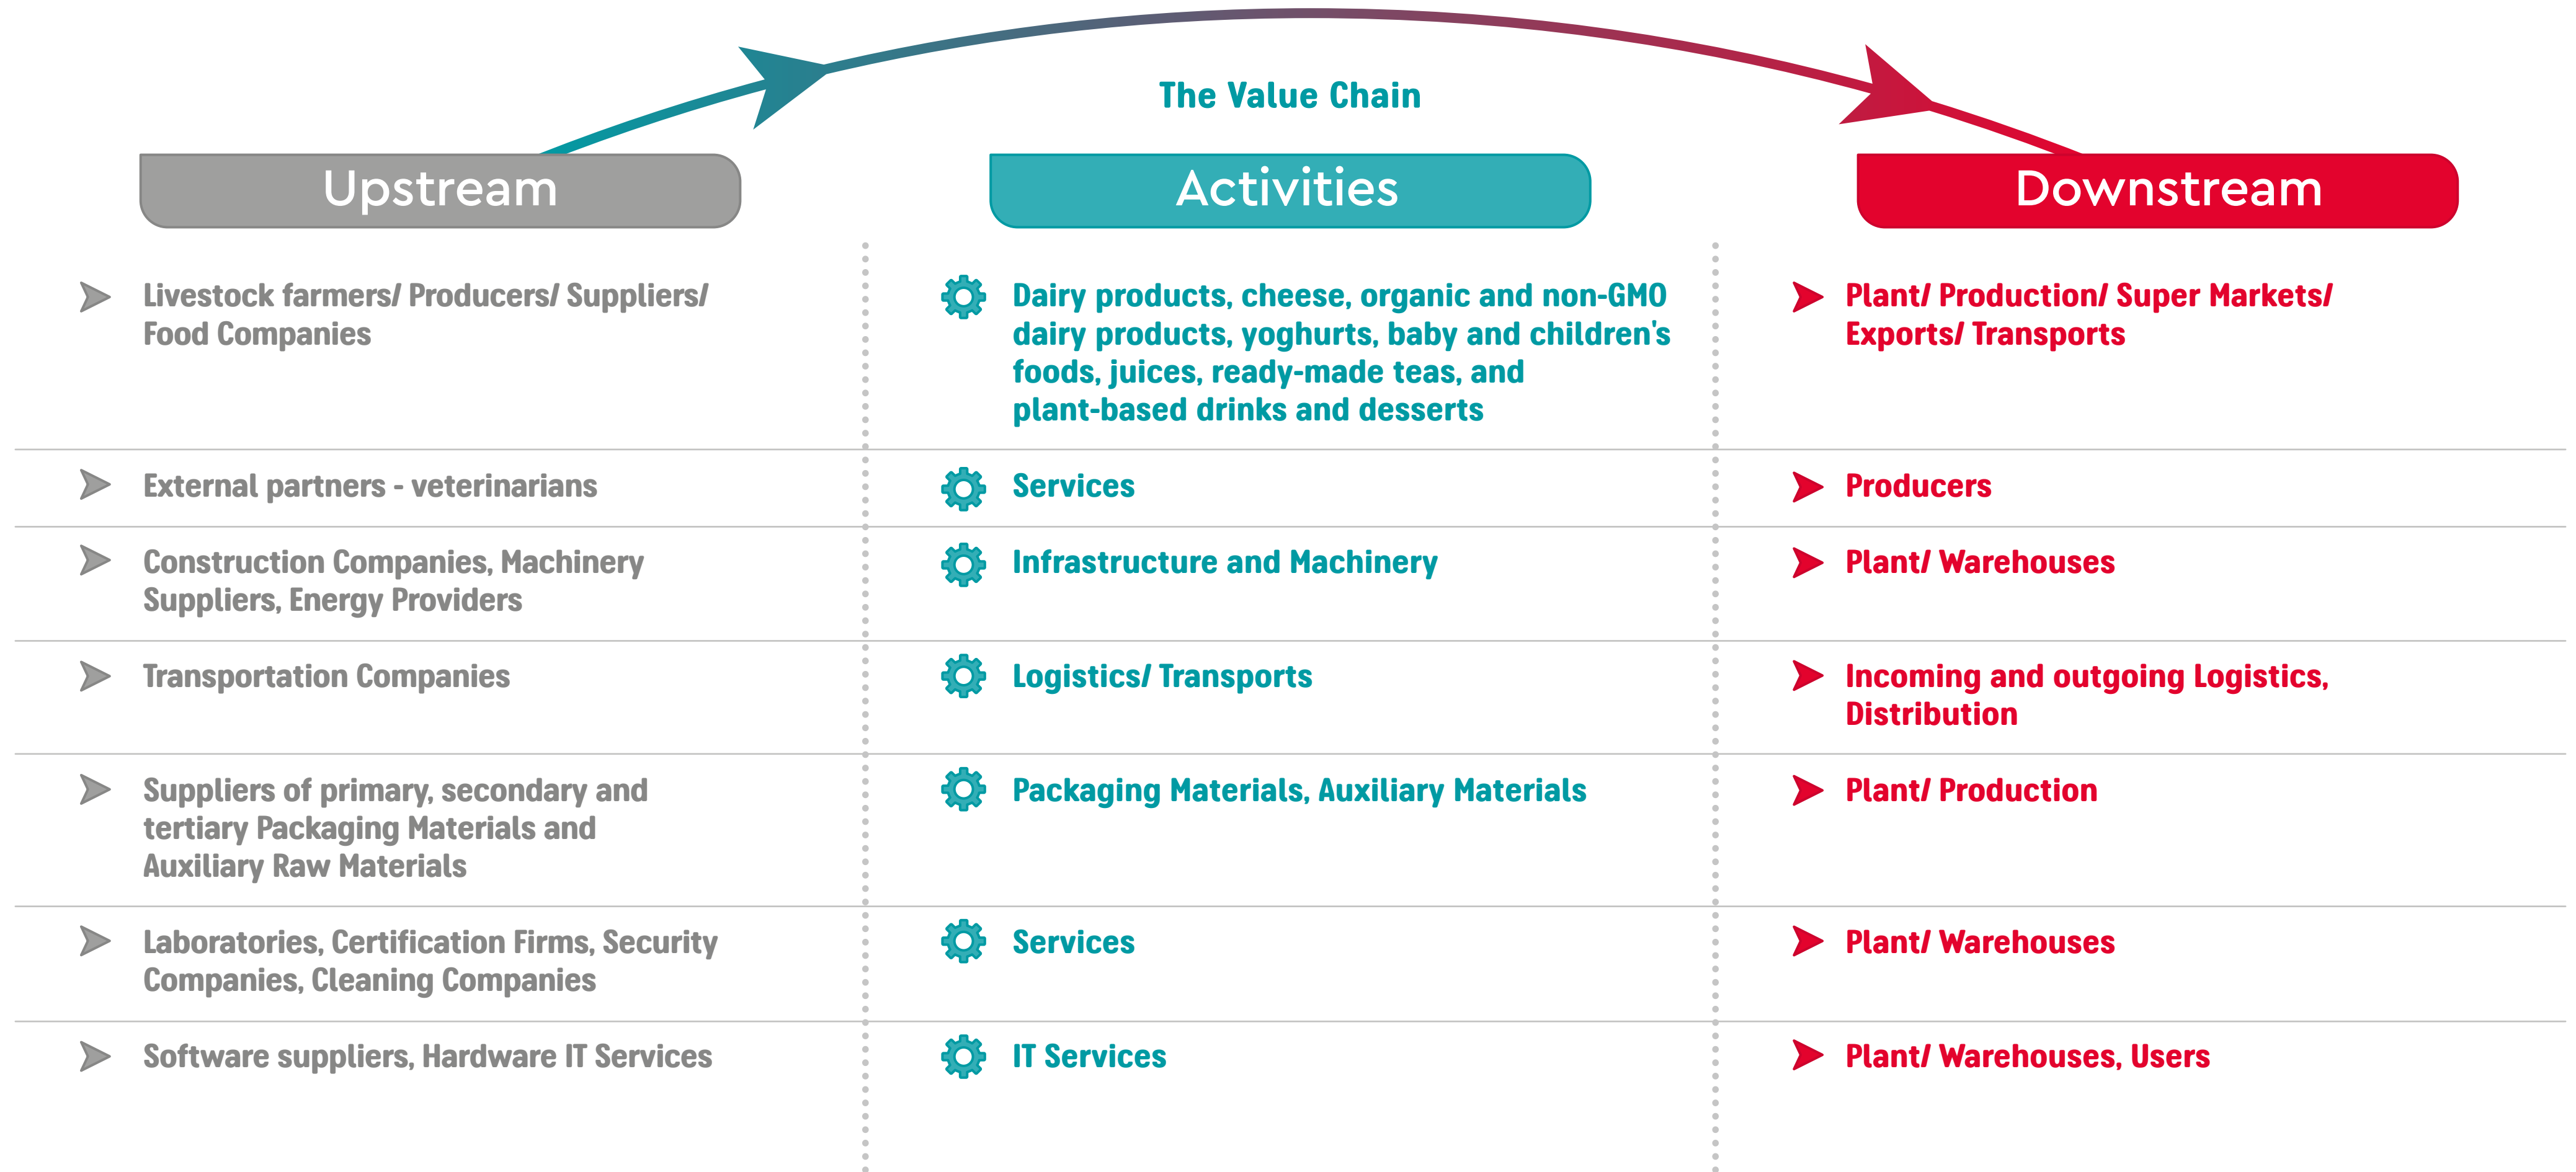 The Value Chain
Upstream
Activities
Downstream
Livestock farmers/ Producers/ Suppliers/
Food Companies
Dairy products, cheese, organic and non-GMO
dairy products, yoghurts, baby and children's
foods, juices, ready-made teas, and
plant-based drinks and desserts
Plant/ Production/ Super Markets/
Exports/ Transports
External partners - veterinarians
Services
Producers
Construction Companies, Machinery
Suppliers, Energy Providers
Infrastructure and Machinery
Plant/ Warehouses
Transportation Companies
Logistics/ Transports
Incoming and outgoing Logistics,
Distribution
Suppliers of primary, secondary and
tertiary Packaging Materials and
Auxiliary Raw Materials
Packaging Materials, Auxiliary Materials
Plant/ Production
Laboratories, Certification Firms, Security
Companies, Cleaning Companies
Services
Plant/ Warehouses
Software suppliers, Hardware IT Services
IT Services
Plant/ Warehouses, Users